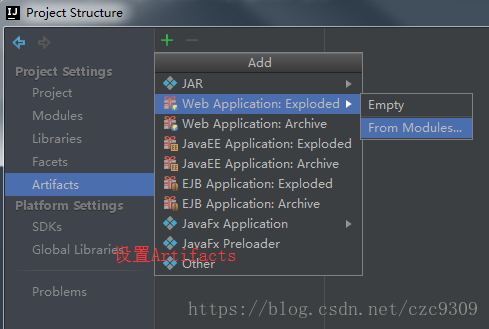 Project Structure
Project Settings
Project
Modules
Libraries
Facets
Artifacts
Platform Settings
SDKs
Global Libraries
Problems
Add
JAR
Web Application: Exploded
Web Application: Archive
JavaEE Application: Exploded
JavaEE Application: Archive
EJB Application: Exploded
EJB Application: Archive
JavaFx Application
JavaFx Preloader
Other
Empty
From Modules...
设置Artifacts
https://blog.csdn.net/czc9309